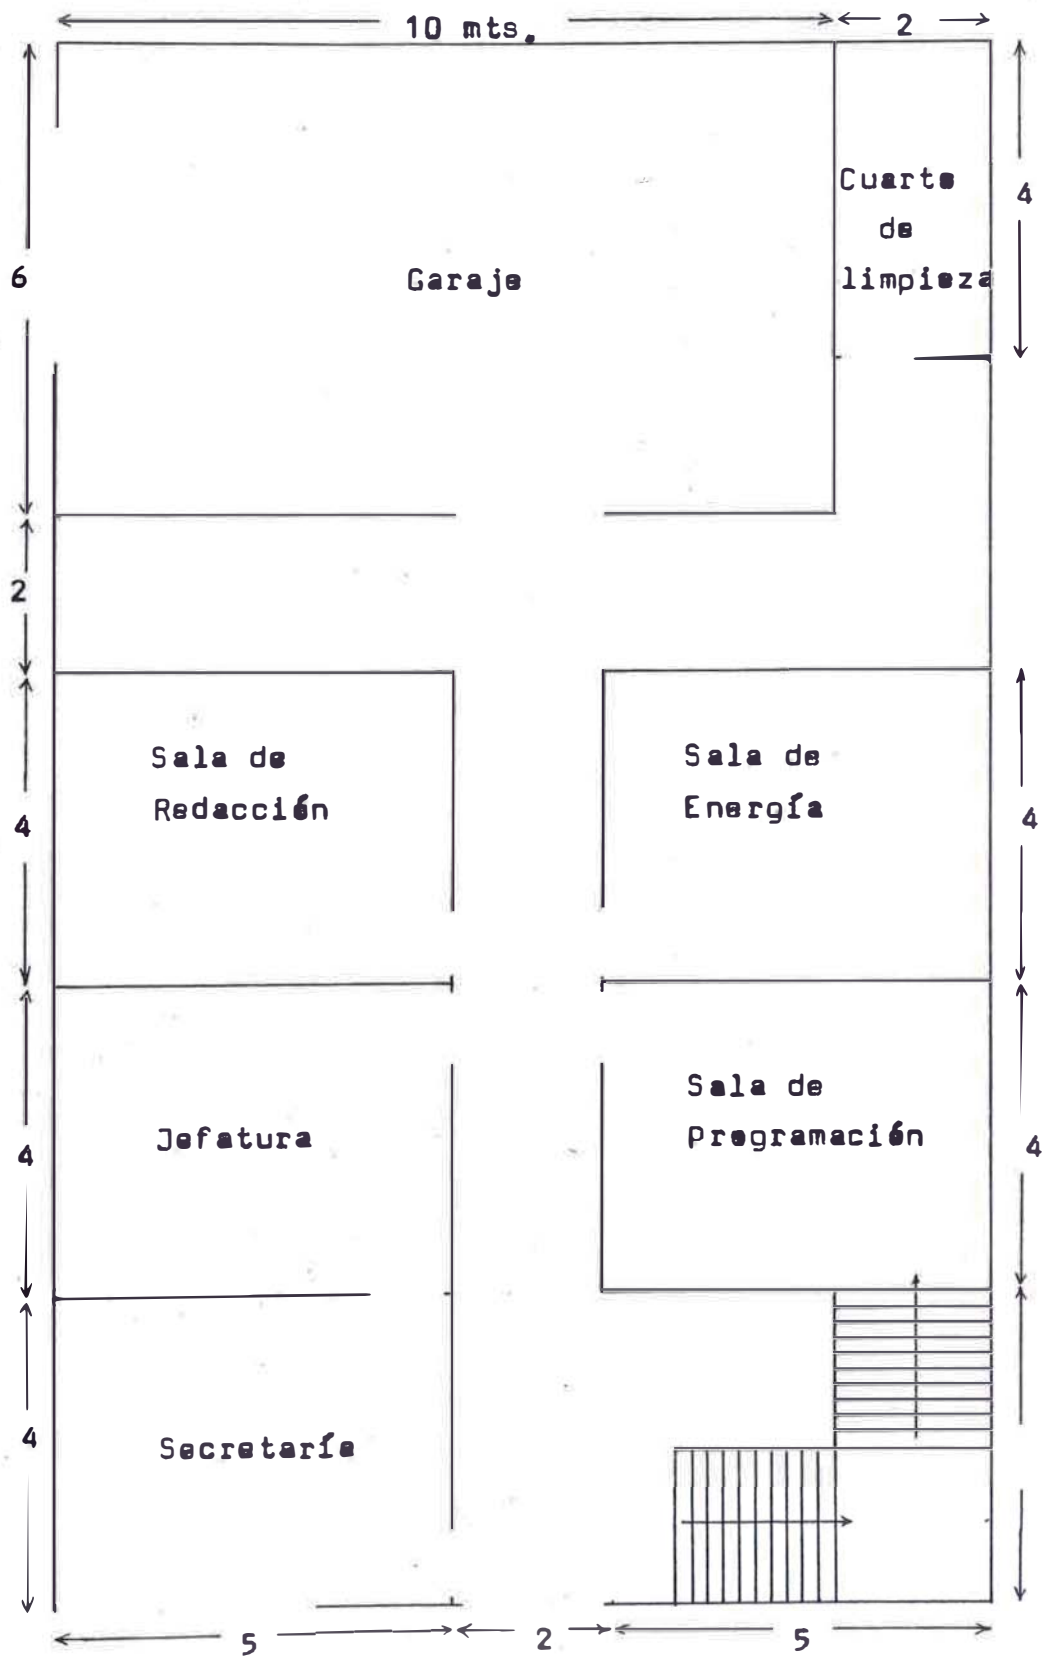 10 mts.
2
6
4
Cuarto
de
limpieza
Garaje
2
Sala de
Redacción
4
Sala de
Energía
4
Jefatura
4
Sala de
Programación
4
Secretaría
4
5
2
5